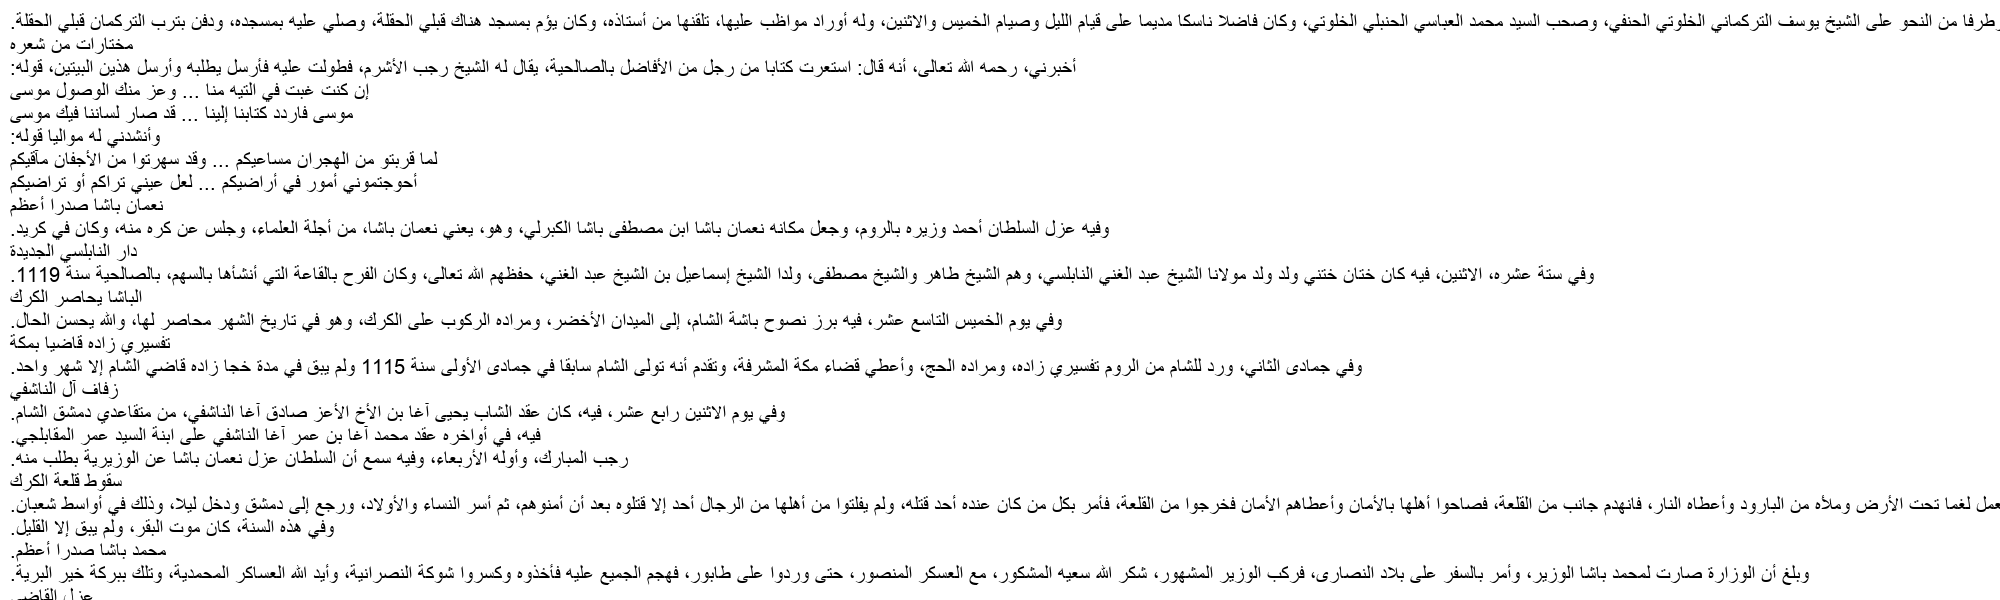 وطرفا من النحو على الشيخ يوسف التركماني الخلوتي الحنفي، وصحب السيد محمد العباسي الحنبلي الخلوتي، وكان فاضلا ناسكا مديما على قيام الليل وصيام الخميس والاثنين، وله أوراد مواظب عليها، تلقنها من أستاذه، وكان يؤم بمسجد هناك قبلي الحقلة، وصلي عليه بمسجده، ودفن بترب التركمان قبلي الحقلة.
مختارات من شعره
أخبرني، رحمه الله تعالى، أنه قال: استعرت كتابا من رجل من الأفاضل بالصالحية، يقال له الشيخ رجب الأشرم، فطولت عليه فأرسل يطلبه وأرسل هذين البيتين، قوله:
إن كنت غبت في التيه منا ... وعز منك الوصول موسى
موسى فاردد كتابنا إلينا ... قد صار لساننا فيك موسى
وأنشدني له مواليا قوله:
لما قربتو من الهجران مساعيكم ... وقد سهرتوا من الأجفان مآقيكم
أحوجتموني أمور في أراضيكم ... لعل عيني تراكم أو تراضيكم
نعمان باشا صدرا أعظم
وفيه عزل السلطان أحمد وزيره بالروم، وجعل مكانه نعمان باشا ابن مصطفى باشا الكبرلي، وهو، يعني نعمان باشا، من أجلة العلماء، وجلس عن كره منه، وكان في كريد.
دار النابلسي الجديدة
وفي ستة عشره، الاثنين، فيه كان ختان ختني ولد ولد مولانا الشيخ عبد الغني النابلسي، وهم الشيخ طاهر والشيخ مصطفى، ولدا الشيخ إسماعيل بن الشيخ عبد الغني، حفظهم الله تعالى، وكان الفرح بالقاعة التي أنشأها بالسهم، بالصالحية سنة 1119.
الباشا يحاصر الكرك
وفي يوم الخميس التاسع عشر، فيه برز نصوح باشة الشام، إلى الميدان الأخضر، ومراده الركوب على الكرك، وهو في تاريخ الشهر محاصر لها، والله يحسن الحال.
تفسيري زاده قاضيا بمكة
وفي جمادى الثاني، ورد للشام من الروم تفسيري زاده، ومراده الحج، وأعطي قضاء مكة المشرفة، وتقدم أنه تولى الشام سابقا في جمادى الأولى سنة 1115 ولم يبق في مدة خجا زاده قاضي الشام إلا شهر واحد.
زفاف آل الناشفي
وفي يوم الاثنين رابع عشر، فيه، كان عقد الشاب يحيى آغا بن الأخ الأعز صادق آغا الناشفي، من متقاعدي دمشق الشام.
فيه، في أواخره عقد محمد آغا بن عمر آغا الناشفي على ابنة السيد عمر المقابلجي.
رجب المبارك، وأوله الأربعاء، وفيه سمع أن السلطان عزل نعمان باشا عن الوزيرية بطلب منه.
سقوط قلعة الكرك
عمل لغما تحت الأرض وملأه من البارود وأعطاه النار، فانهدم جانب من القلعة، فصاحوا أهلها بالأمان وأعطاهم الأمان فخرجوا من القلعة، فأمر بكل من كان عنده أحد قتله، ولم يفلتوا من أهلها من الرجال أحد إلا قتلوه بعد أن أمنوهم، ثم أسر النساء والأولاد، ورجع إلى دمشق ودخل ليلا، وذلك في أواسط شعبان.
وفي هذه السنة، كان موت البقر، ولم يبق إلا القليل.
محمد باشا صدرا أعظم.
وبلغ أن الوزارة صارت لمحمد باشا الوزير، وأمر بالسفر على بلاد النصارى، فركب الوزير المشهور، شكر الله سعيه المشكور، مع العسكر المنصور، حتى وردوا على طابور، فهجم الجميع عليه فأخذوه وكسروا شوكة النصرانية، وأيد الله العساكر المحمدية، وتلك ببركة خير البرية.
عزل القاضي